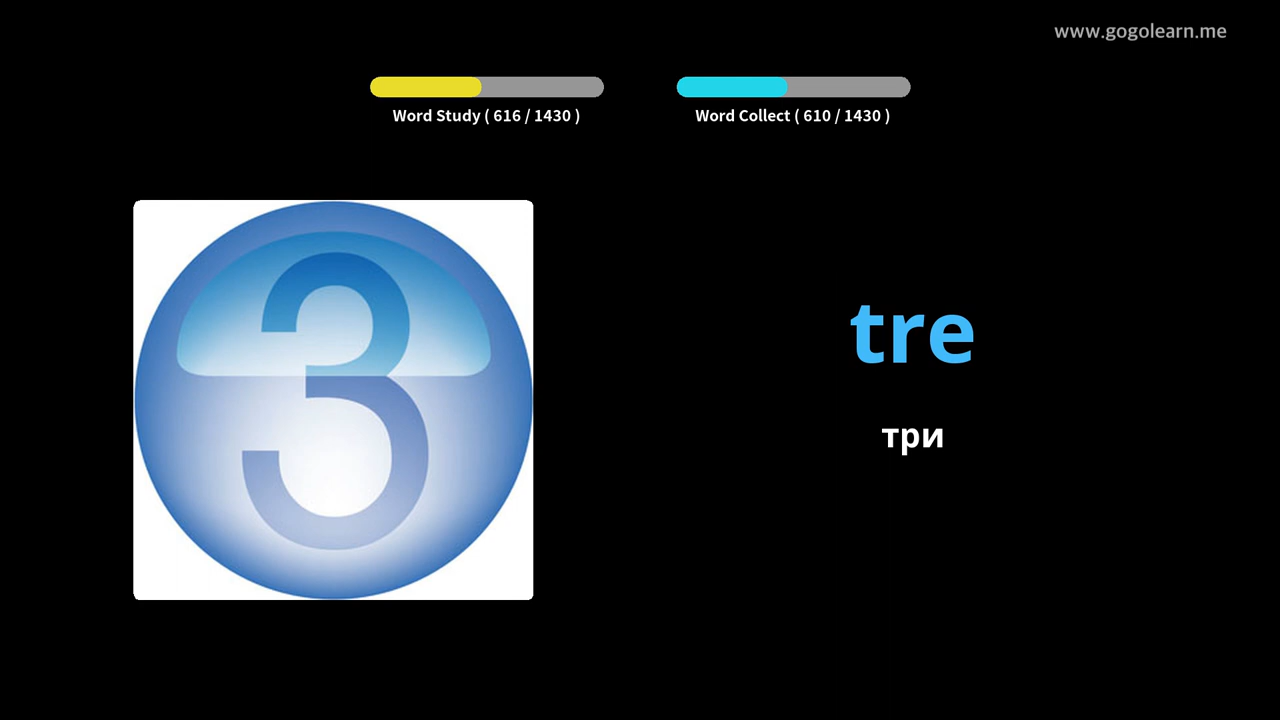 www.gogolearn.me
Word Study ( 616 / 1430 )
Word Collect ( 610 / 1430 )
3
tre
три